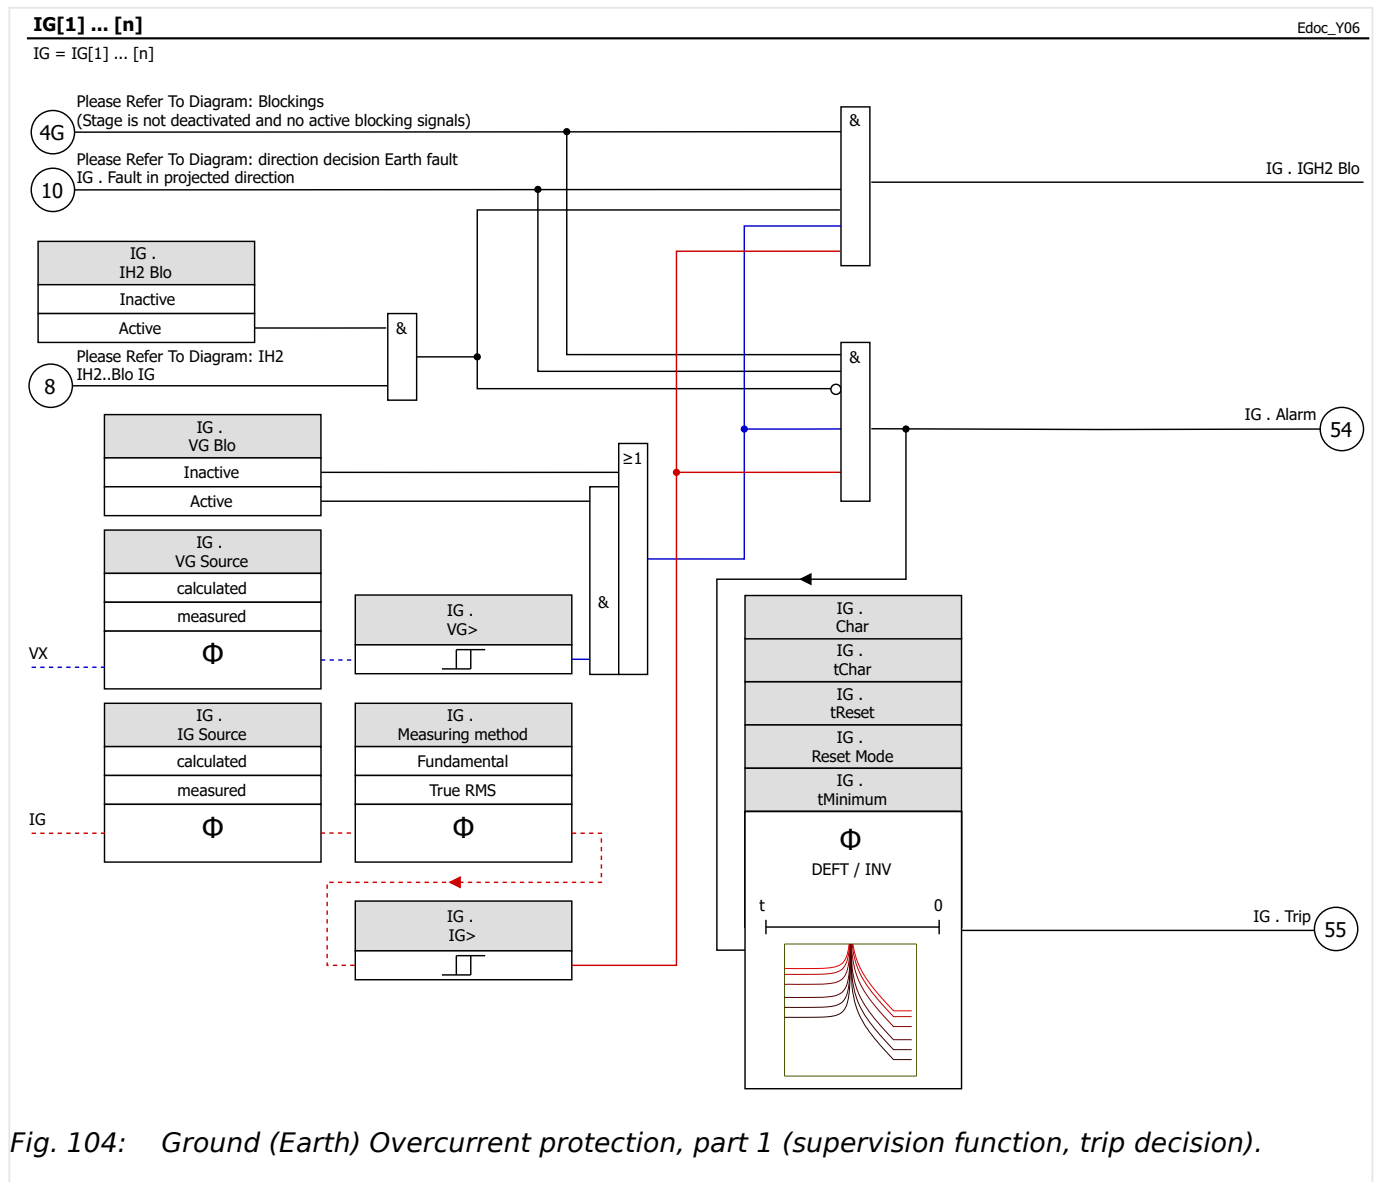 IG[1] ... [n]
Edoc_Y06
IG = IG[1] ... [n]
Please Refer To Diagram: Blockings
4G
(Stage is not deactivated and no active blocking signals)
&
Please Refer To Diagram: direction decision Earth fault
10
IG . Fault in projected direction
IG . IGH2 Blo
IG .
IH2 Blo
Inactive
Active
&
Please Refer To Diagram: IH2
8
IH2..Blo IG
&
IG . Alarm
54
IG .
VG Blo
Inactive
Active
≥1
&
IG .
VG Source
calculated
measured
VX
Φ
IG .
VG>
IG .
IG Source
calculated
measured
IG
Φ
IG .
Measuring method
Fundamental
True RMS
Φ
IG .
IG>
IG .
Char
IG .
tChar
IG .
tReset
IG .
Reset Mode
IG .
tMinimum
Φ
DEFT / INV
t 0
IG . Trip
55
Fig. 104: Ground (Earth) Overcurrent protection, part 1 (supervision function, trip decision).